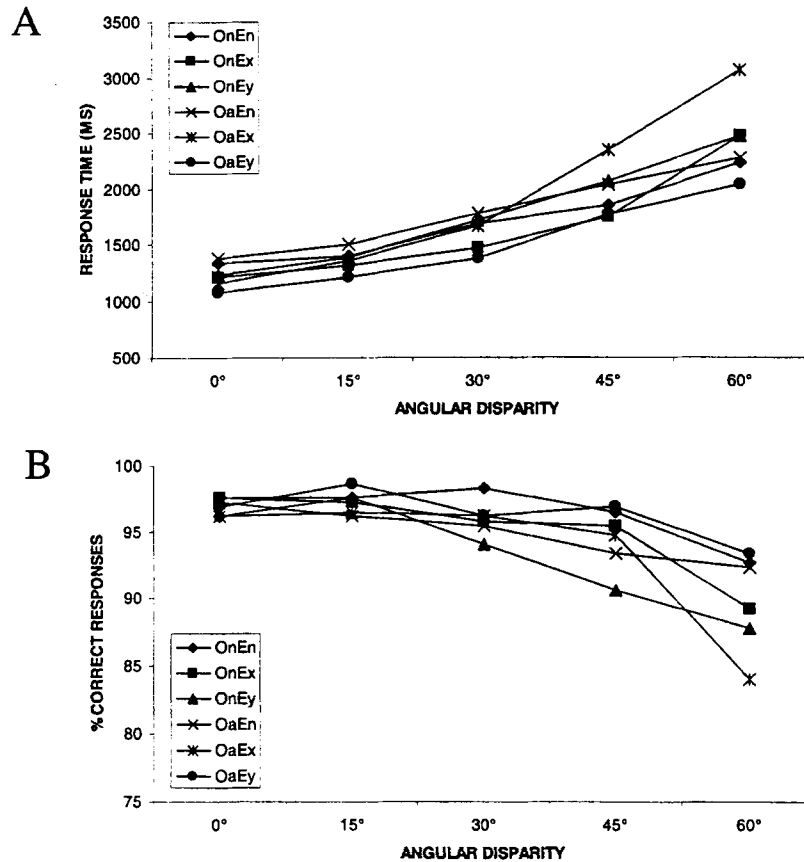 A
RESPONSE TIME (MS)
3500
3000
2500
2000
1500
1000
500
OnEn
OnEx
OnEy
OaEn
OaEx
OaEy
0° 15° 30° 45° 60°
ANGULAR DISPARITY
B
%CORRECT RESPONSES
100
95
90
85
80
75
OnEn
OnEx
OnEy
OaEn
OaEx
OaEy
0° 15° 30° 45° 60°
ANGULAR DISPARITY